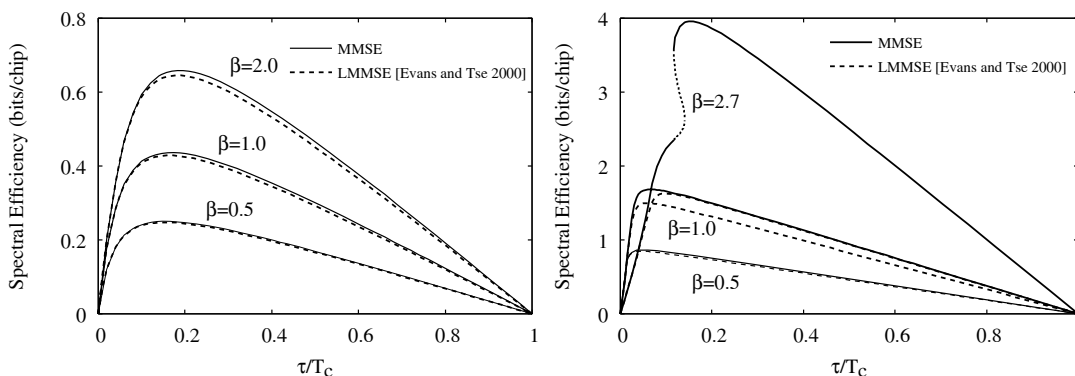 Spectral Efficiency (bits/chip)
0.8
0.6
0.4
0.2
0
MMSE
LMMSE [Evans and Tse 2000]
β=2.0
β=1.0
β=0.5
0 0.2 0.4 0.6 0.8 1
τ/TC
Spectral Efficiency (bits/chip)
4
3
2
1
0
MMSE
LMMSE [Evans and Tse 2000]
β=2.7
β=1.0
β=0.5
0 0.2 0.4 0.6 0.8
τ/TC